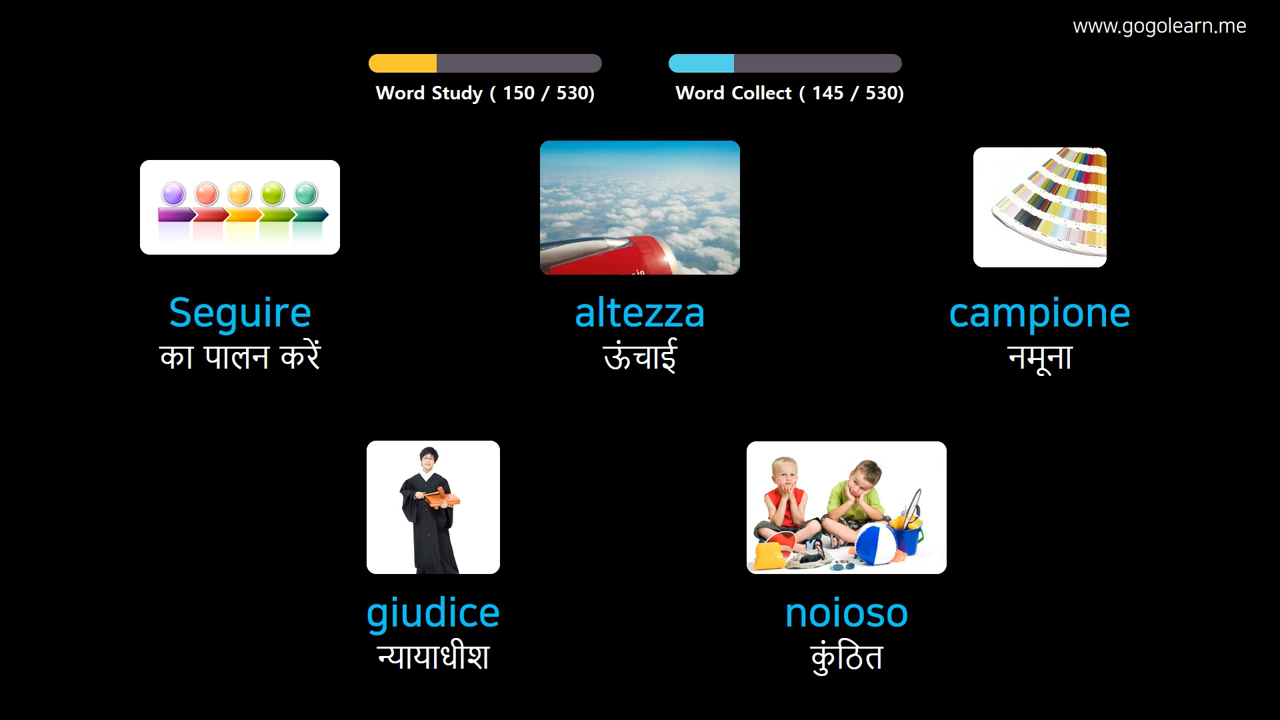 www.gogolearn.me
Word Study ( 150 / 530)
Word Collect ( 145 / 530)
Seguire
का पालन करें
altezza
ऊंचाई
campione
नमूना
giudice
न्यायाधीश
noioso
कुंठित